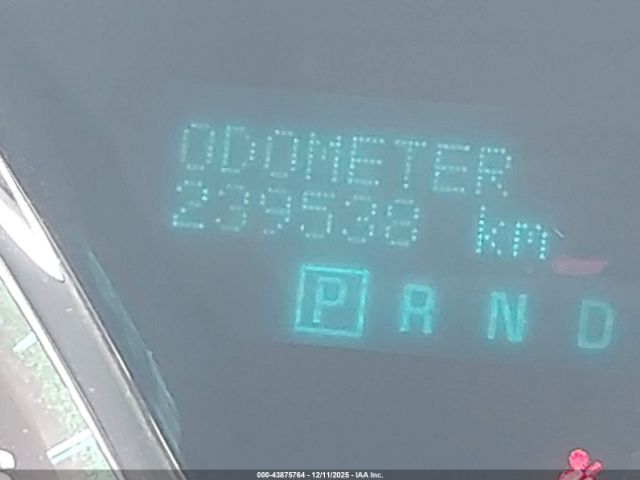 ODOMETER
239538 km
P R N D
000-43875764 - 12/11/2025 - IAA Inc.